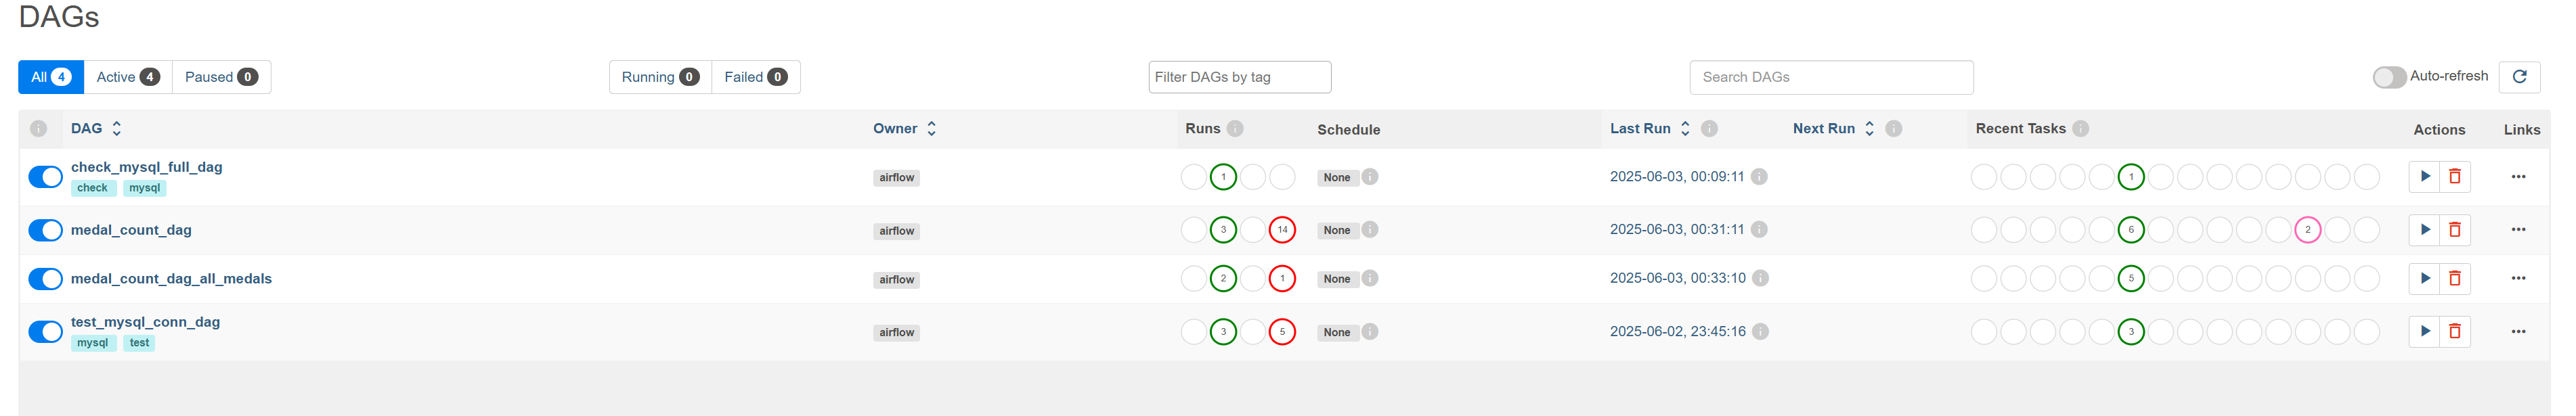 DAGs
All 4 Active 4 Paused 0 Running 0 Failed 0 Filter DAGs by tag Search DAGs Auto-refresh
DAG Owner Runs Schedule Last Run Next Run Recent Tasks Actions Links
check_mysql_full_dag
check mysql
airflow 1 None 2025-06-03, 00:09:11 1
medal_count_dag airflow 3 14 None 2025-06-03, 00:31:11 6 2
medal_count_dag_all_medals airflow 2 1 None 2025-06-03, 00:33:10 5
test_mysql_conn_dag
mysql test
airflow 3 5 None 2025-06-02, 23:45:16 3